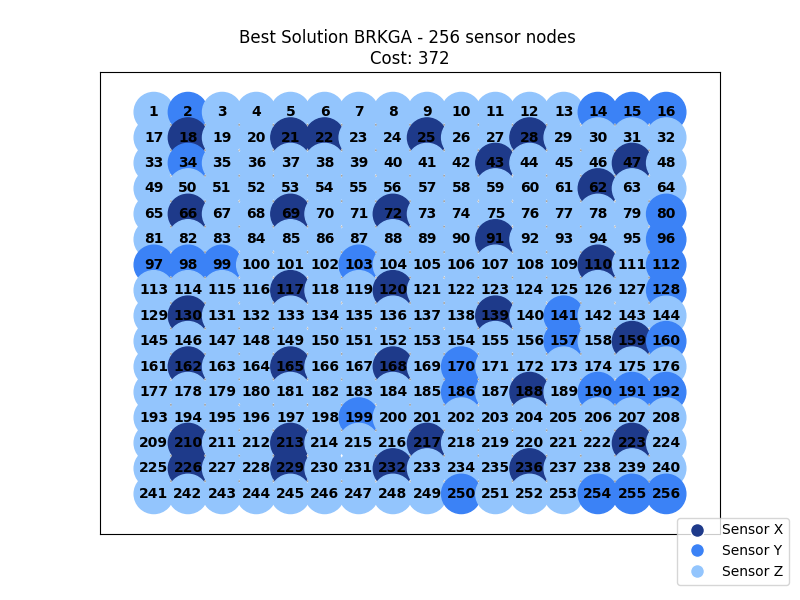 Best Solution BRKGA - 256 sensor nodes
Cost: 372
1 2 3 4 5 6 7 8 9 10 11 12 13 14 15 16
17 18 19 20 21 22 23 24 25 26 27 28 29 30 31 32
33 34 35 36 37 38 39 40 41 42 43 44 45 46 47 48
49 50 51 52 53 54 55 56 57 58 59 60 61 62 63 64
65 66 67 68 69 70 71 72 73 74 75 76 77 78 79 80
81 82 83 84 85 86 87 88 89 90 91 92 93 94 95 96
97 98 99 100 101 102 103 104 105 106 107 108 109 110 111 112
113 114 115 116 117 118 119 120 121 122 123 124 125 126 127 128
129 130 131 132 133 134 135 136 137 138 139 140 141 142 143 144
145 146 147 148 149 150 151 152 153 154 155 156 157 158 159 160
161 162 163 164 165 166 167 168 169 170 171 172 173 174 175 176
177 178 179 180 181 182 183 184 185 186 187 188 189 190 191 192
193 194 195 196 197 198 199 200 201 202 203 204 205 206 207 208
209 210 211 212 213 214 215 216 217 218 219 220 221 222 223 224
225 226 227 228 229 230 231 232 233 234 235 236 237 238 239 240
241 242 243 244 245 246 247 248 249 250 251 252 253 254 255 256
Sensor X
Sensor Y
Sensor Z